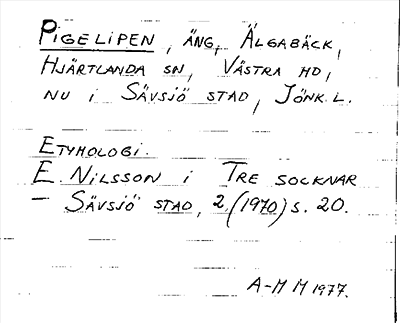 PIGELIPEN, ÄNG, ÄLGABÄCK,
HJÄRTLANDA SN, VÄSTRA HD,
NU I SÄVSJÖ STAD, JÖNK. L.
ETYMOLOGI.
E. NILSSON I TRE SOCKNAR
– SÄVSJÖ STAD, 2 (1970) S. 20.
A-M M 1977.